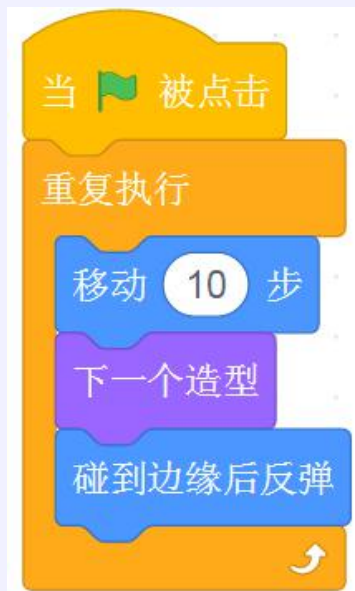 当 被点击
重复执行
移动 10 步
下一个造型
碰到边缘后反弹